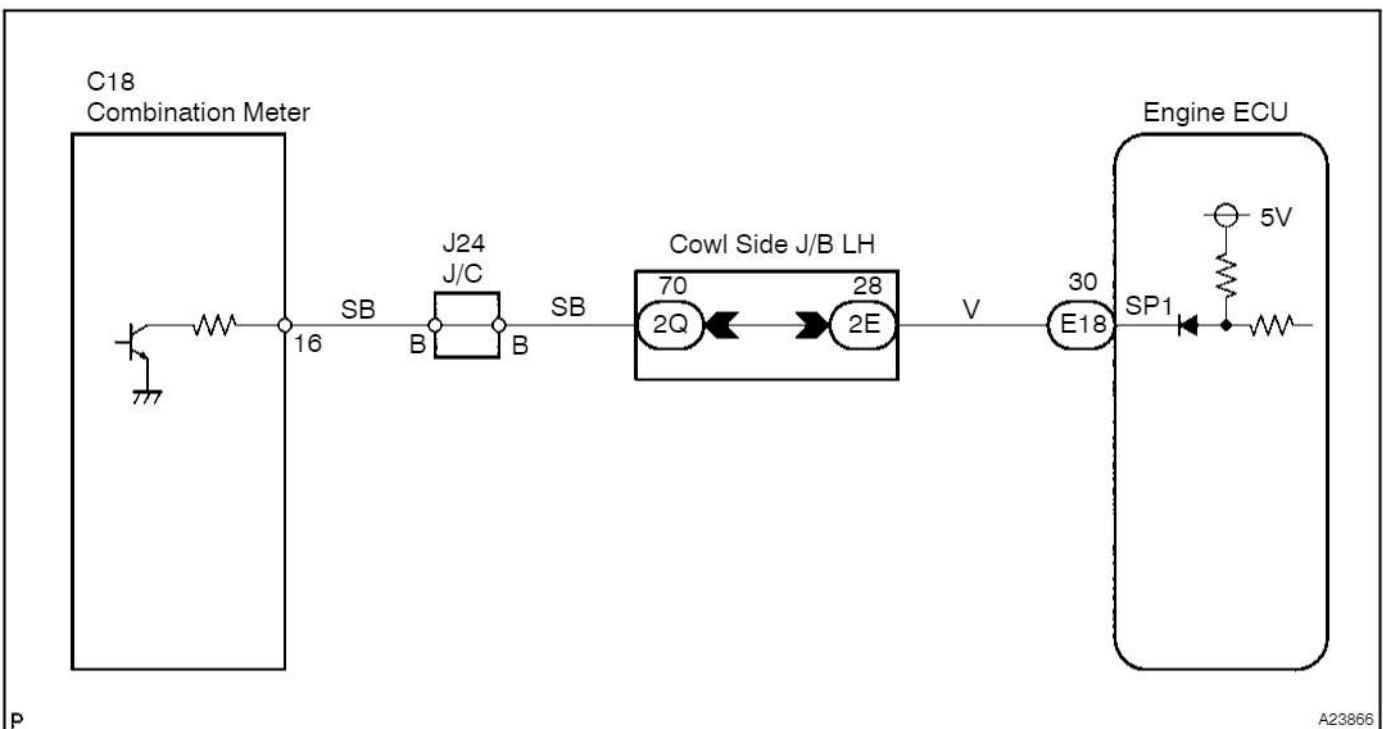 C18
Combination Meter
Engine ECU
5V
J24
J/C
Cowl Side J/B LH
70
28
30
SB
SB
V
SP1
2Q
2E
E18
16
B
B
P
A23866